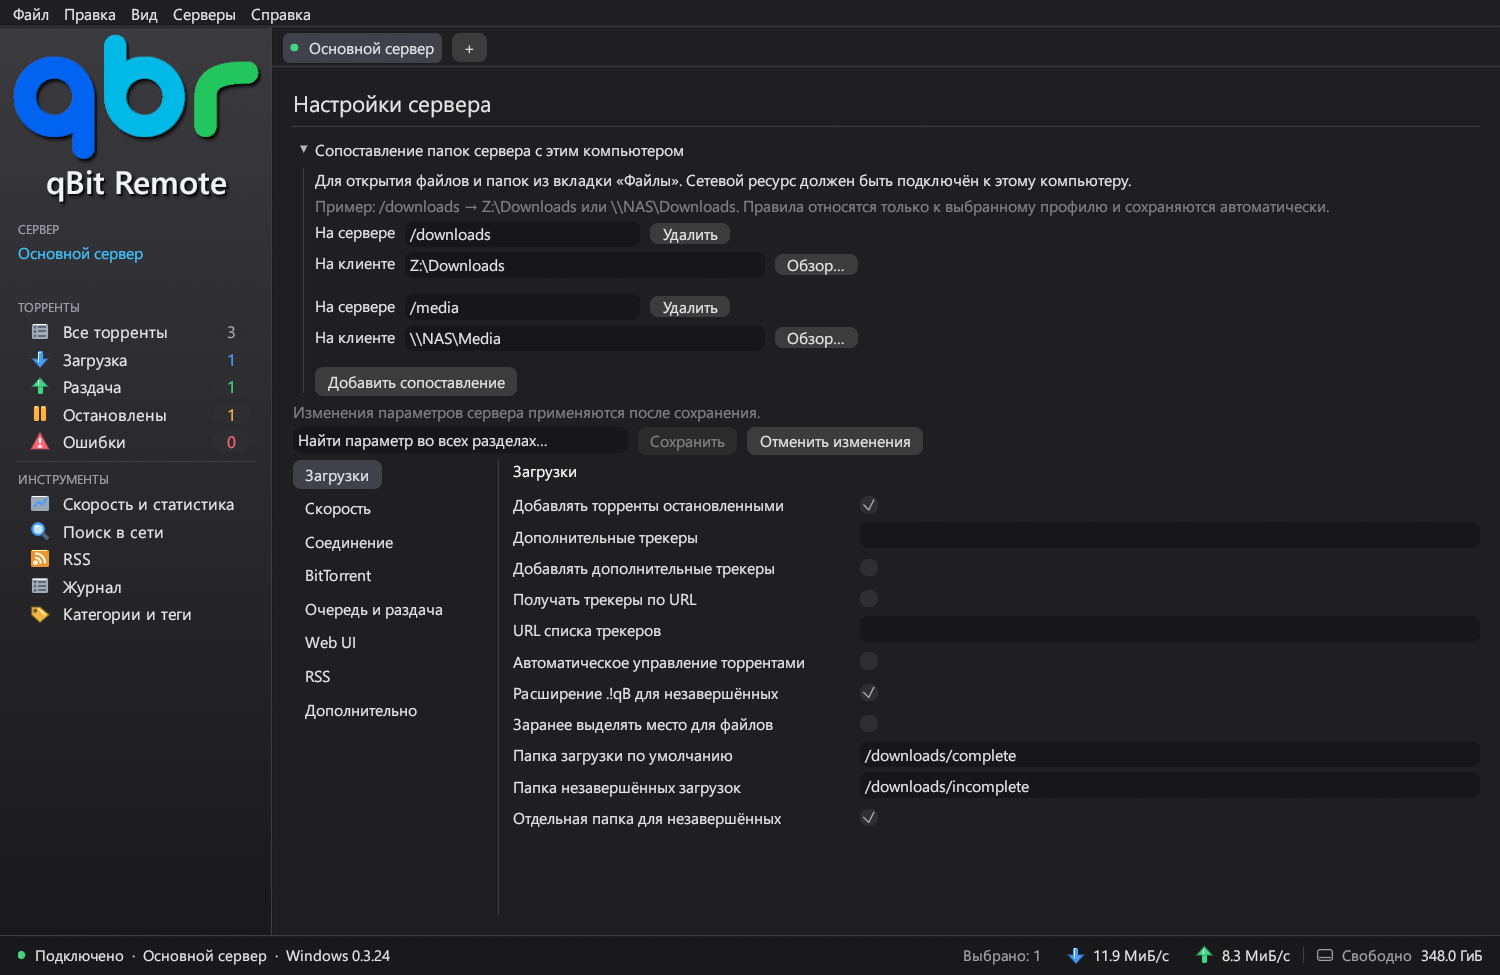 Файл Правка Вид Серверы Справка
qbr
qBit Remote
СЕРВЕР
Основной сервер
ТОРРЕНТЫ
Все торренты 3
Загрузка 1
Раздача 1
Остановлены 1
Ошибки 0
ИНСТРУМЕНТЫ
Скорость и статистика
Поиск в сети
RSS
Журнал
Категории и теги
Основной сервер +
Настройки сервера
Сопоставление папок сервера с этим компьютером
Для открытия файлов и папок из вкладки «Файлы». Сетевой ресурс должен быть подключён к этому компьютеру.
Пример: /downloads → Z:\Downloads или \\NAS\Downloads. Правила относятся только к выбранному профилю и сохраняются автоматически.
На сервере /downloads Удалить
На клиенте Z:\Downloads Обзор...
На сервере /media Удалить
На клиенте \\NAS\Media Обзор...
Добавить сопоставление
Изменения параметров сервера применяются после сохранения.
Найти параметр во всех разделах... Сохранить Отменить изменения
Загрузки
Скорость
Соединение
BitTorrent
Очередь и раздача
Web UI
RSS
Дополнительно
Загрузки
Добавлять торренты остановленными
Дополнительные трекеры
Добавлять дополнительные трекеры
Получать трекеры по URL
URL списка трекеров
Автоматическое управление торрентами
Расширение .!qB для незавершённых
Заранее выделять место для файлов
Папка загрузки по умолчанию /downloads/complete
Папка незавершённых загрузок /downloads/incomplete
Отдельная папка для незавершённых
Подключено · Основной сервер · Windows 0.3.24 Выбрано: 1 11.9 МиБ/с 8.3 МиБ/с Свободно 348.0 ГиБ